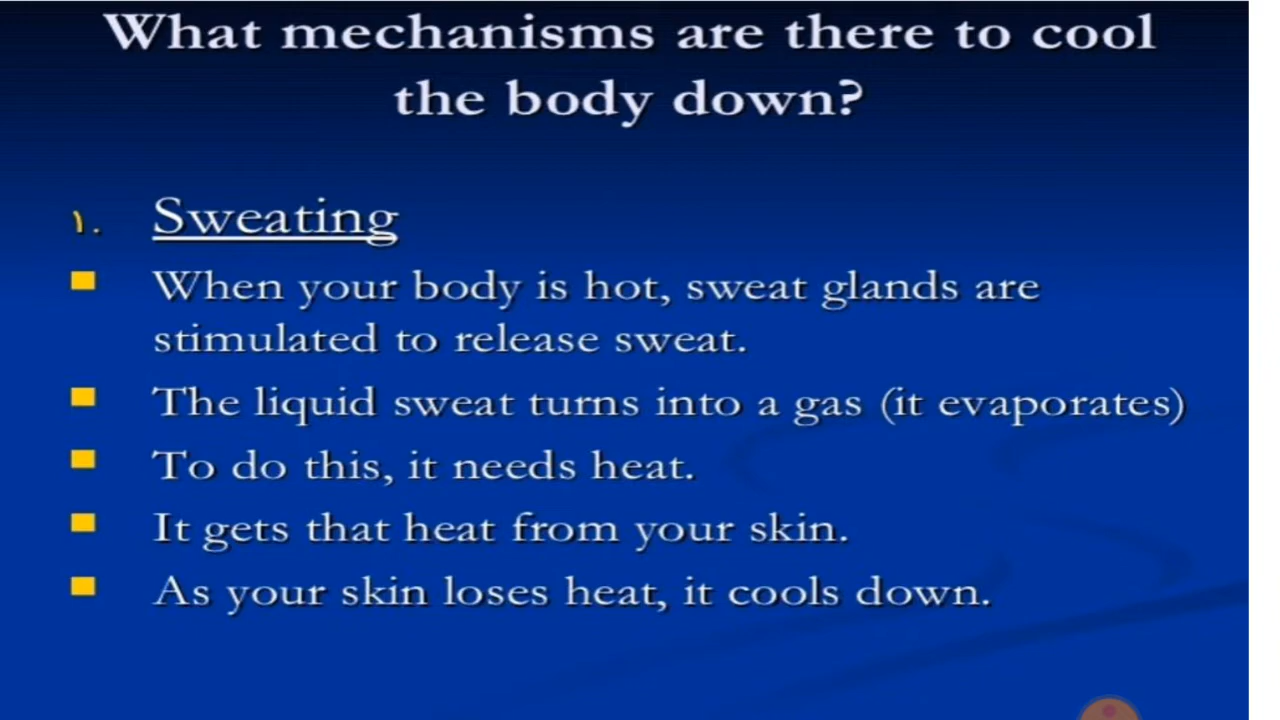 What mechanisms are there to cool
the body down?
١. Sweating
When your body is hot, sweat glands are
stimulated to release sweat.
The liquid sweat turns into a gas (it evaporates)
To do this, it needs heat.
It gets that heat from your skin.
As your skin loses heat, it cools down.